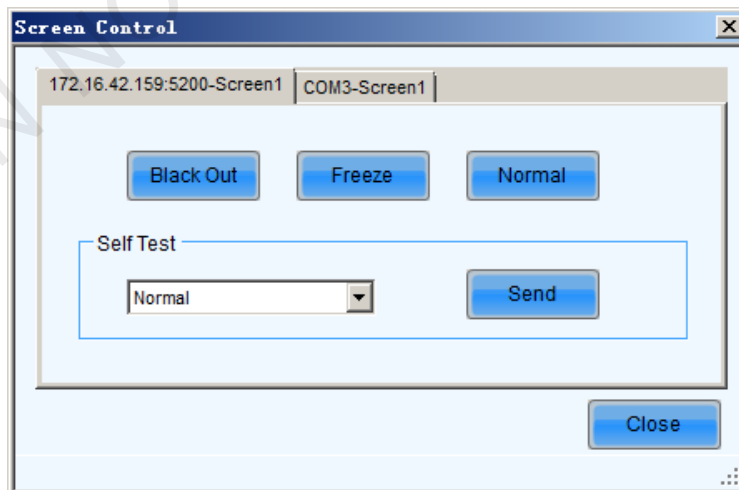 Screen Control
172.16.42.159:5200-Screen1 COM3-Screen1
Black Out Freeze Normal
Self Test
Normal Send
Close